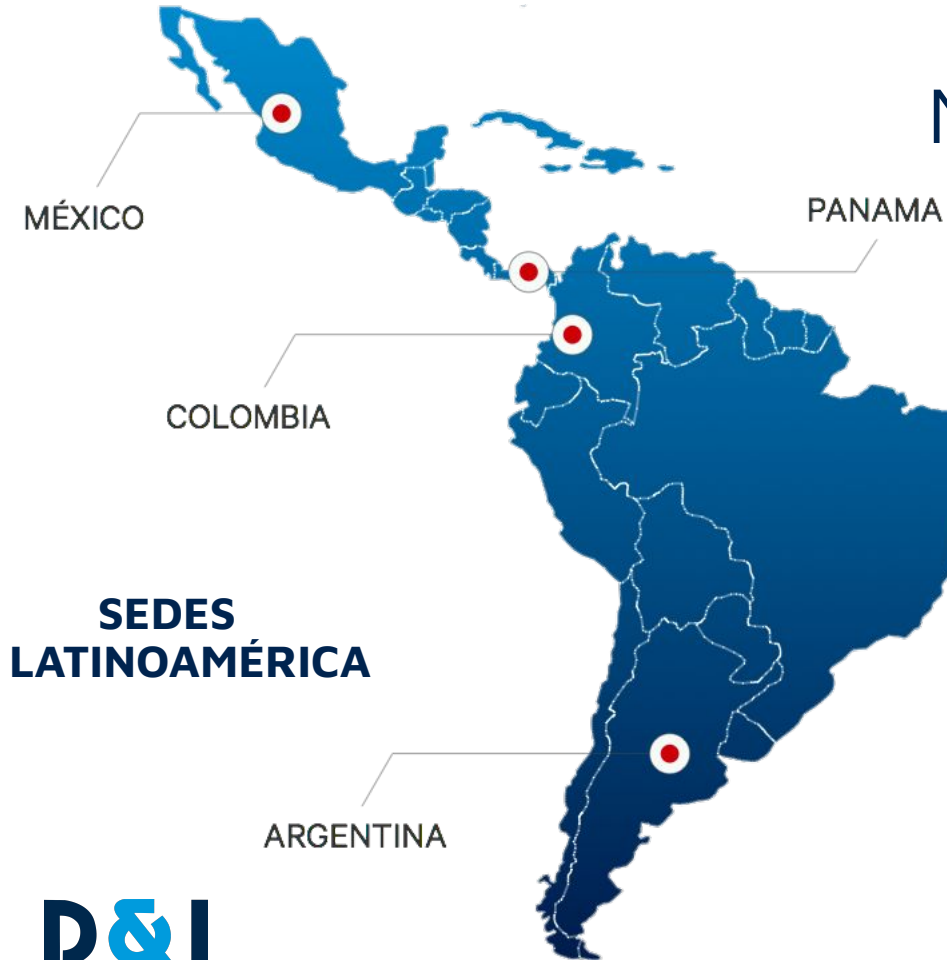 MÉXICO
PANAMA
COLOMBIA
SEDES
LATINOAMÉRICA
ARGENTINA